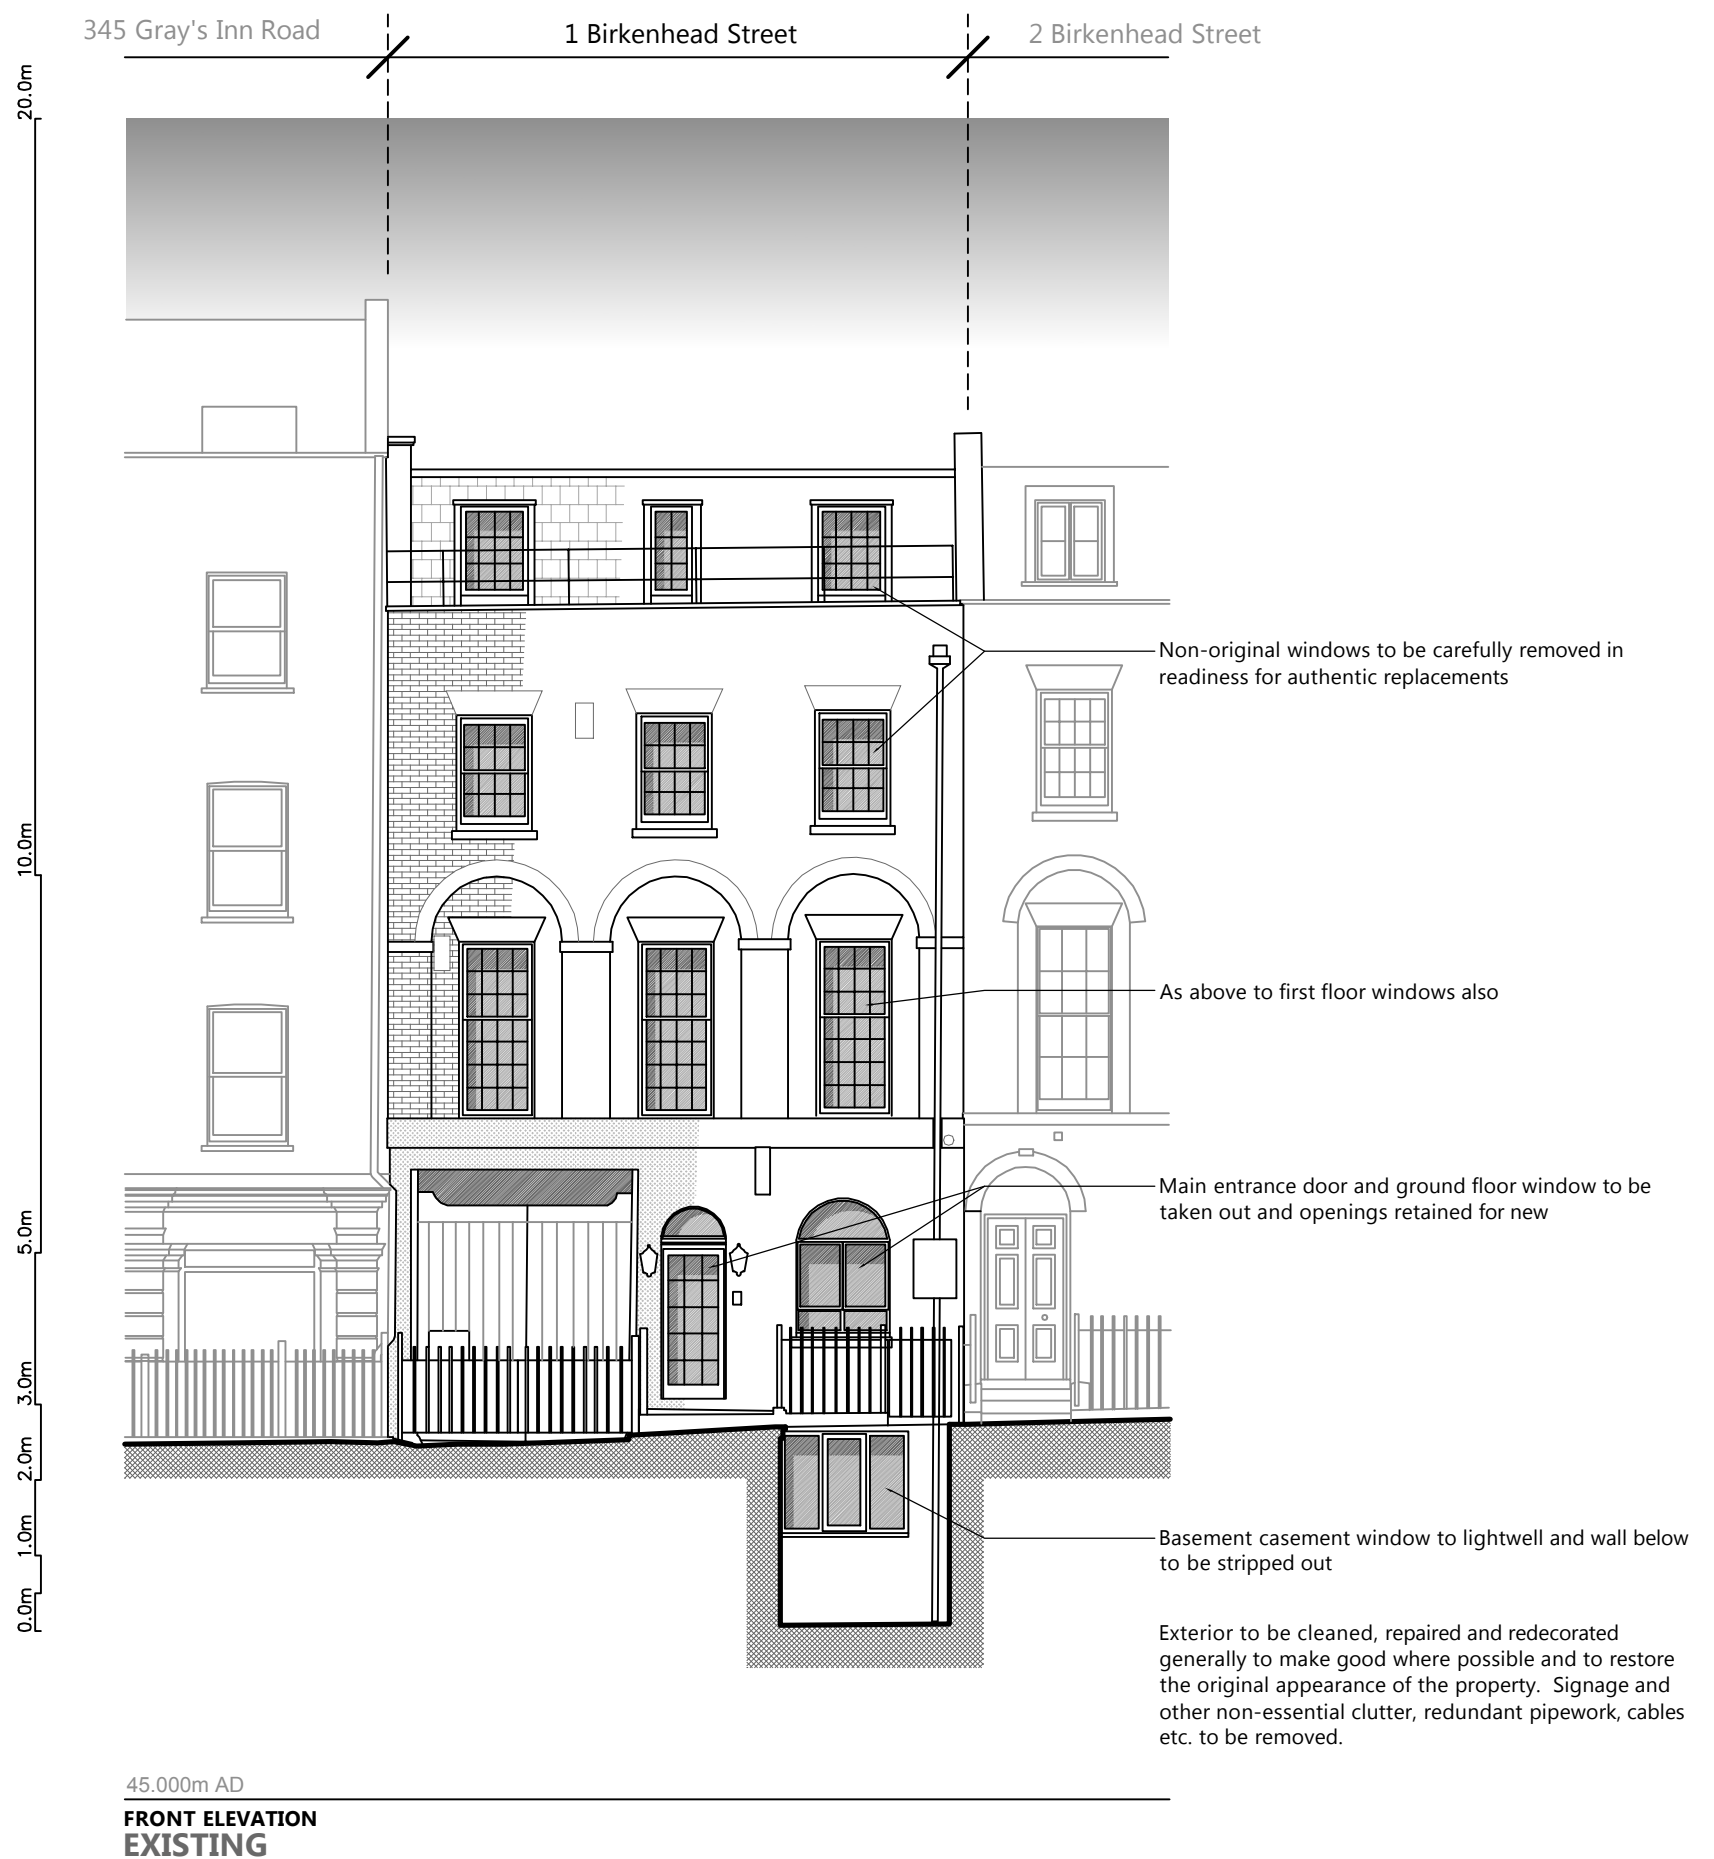 345 Gray's Inn Road
1 Birkenhead Street
2 Birkenhead Street
20.0m
10.0m
5.0m
3.0m
2.0m
1.0m
0.0m
Non-original windows to be carefully removed in
readiness for authentic replacements
As above to first floor windows also
Main entrance door and ground floor window to be
taken out and openings retained for new
Basement casement window to lightwell and wall below
to be stripped out
Exterior to be cleaned, repaired and redecorated
generally to make good where possible and to restore
the original appearance of the property.  Signage and
other non-essential clutter, redundant pipework, cables
etc. to be removed.
45.000m AD
FRONT ELEVATION
EXISTING